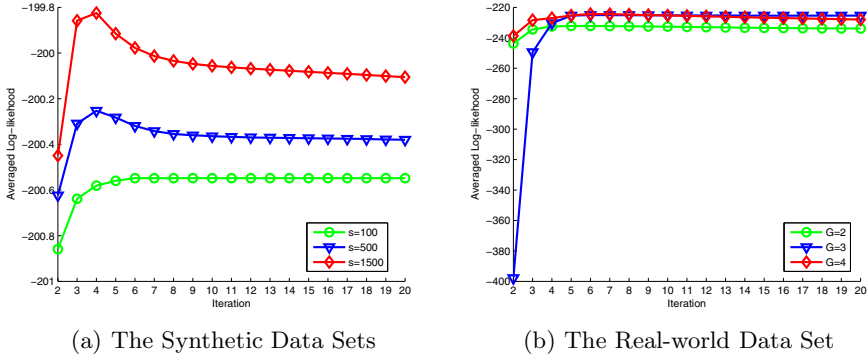 -199.8
-200
-200.2
-200.4
-200.6
-200.8
-201
Averaged Log-likehood
2 3 4 5 6 7 8 9 10 11 12 13 14 15 16 17 18 19 20
Iteration
s=100
s=500
s=1500
(a) The Synthetic Data Sets
-220
-240
-260
-280
-300
-320
-340
-360
-380
-400
Averaged Log-likehood
2 3 4 5 6 7 8 9 10 11 12 13 14 15 16 17 18 19 20
Iteration
G=2
G=3
G=4
(b) The Real-world Data Set